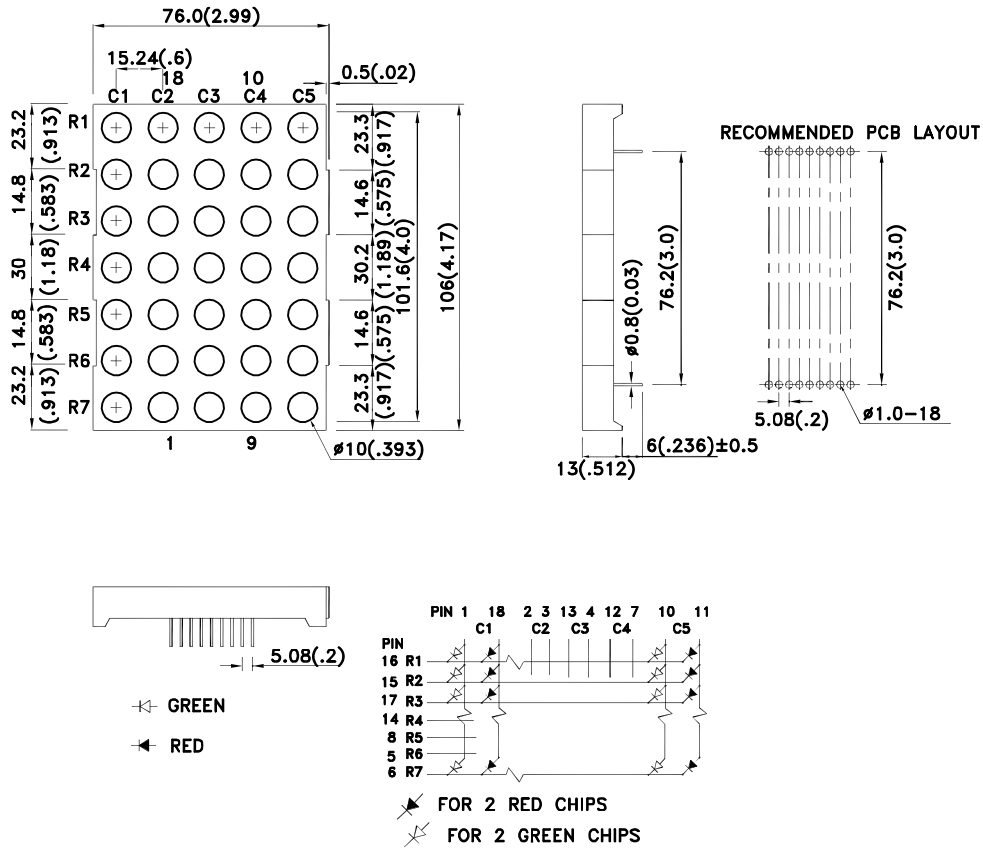 76.0(2.99)
15.24(.6)
18 10
0.5(.02)
C1 C2 C3 C4 C5
R1
R2
R3
R4
R5
R6
R7
23.2
(.913)
14.8
(.583)
30
(1.18)
14.8
(.583)
23.2
(.913)
23.3
(.917)
14.6
(.575)
30.2
(1.189)
14.6
(.575)
23.3
(.917)
101.6(4.0)
106(4.17)
1 9
ø10(.393)
ø0.8(0.03)
76.2(3.0)
13(.512)
6(.236)±0.5
RECOMMENDED PCB LAYOUT
76.2(3.0)
5.08(.2)
ø1.0-18
5.08(.2)
GREEN
RED
PIN 1 18 2 3 13 4 12 7 10 11
C1 C2 C3 C4 C5
PIN
16 R1
15 R2
17 R3
14 R4
8 R5
5 R6
6 R7
FOR 2 RED CHIPS
FOR 2 GREEN CHIPS